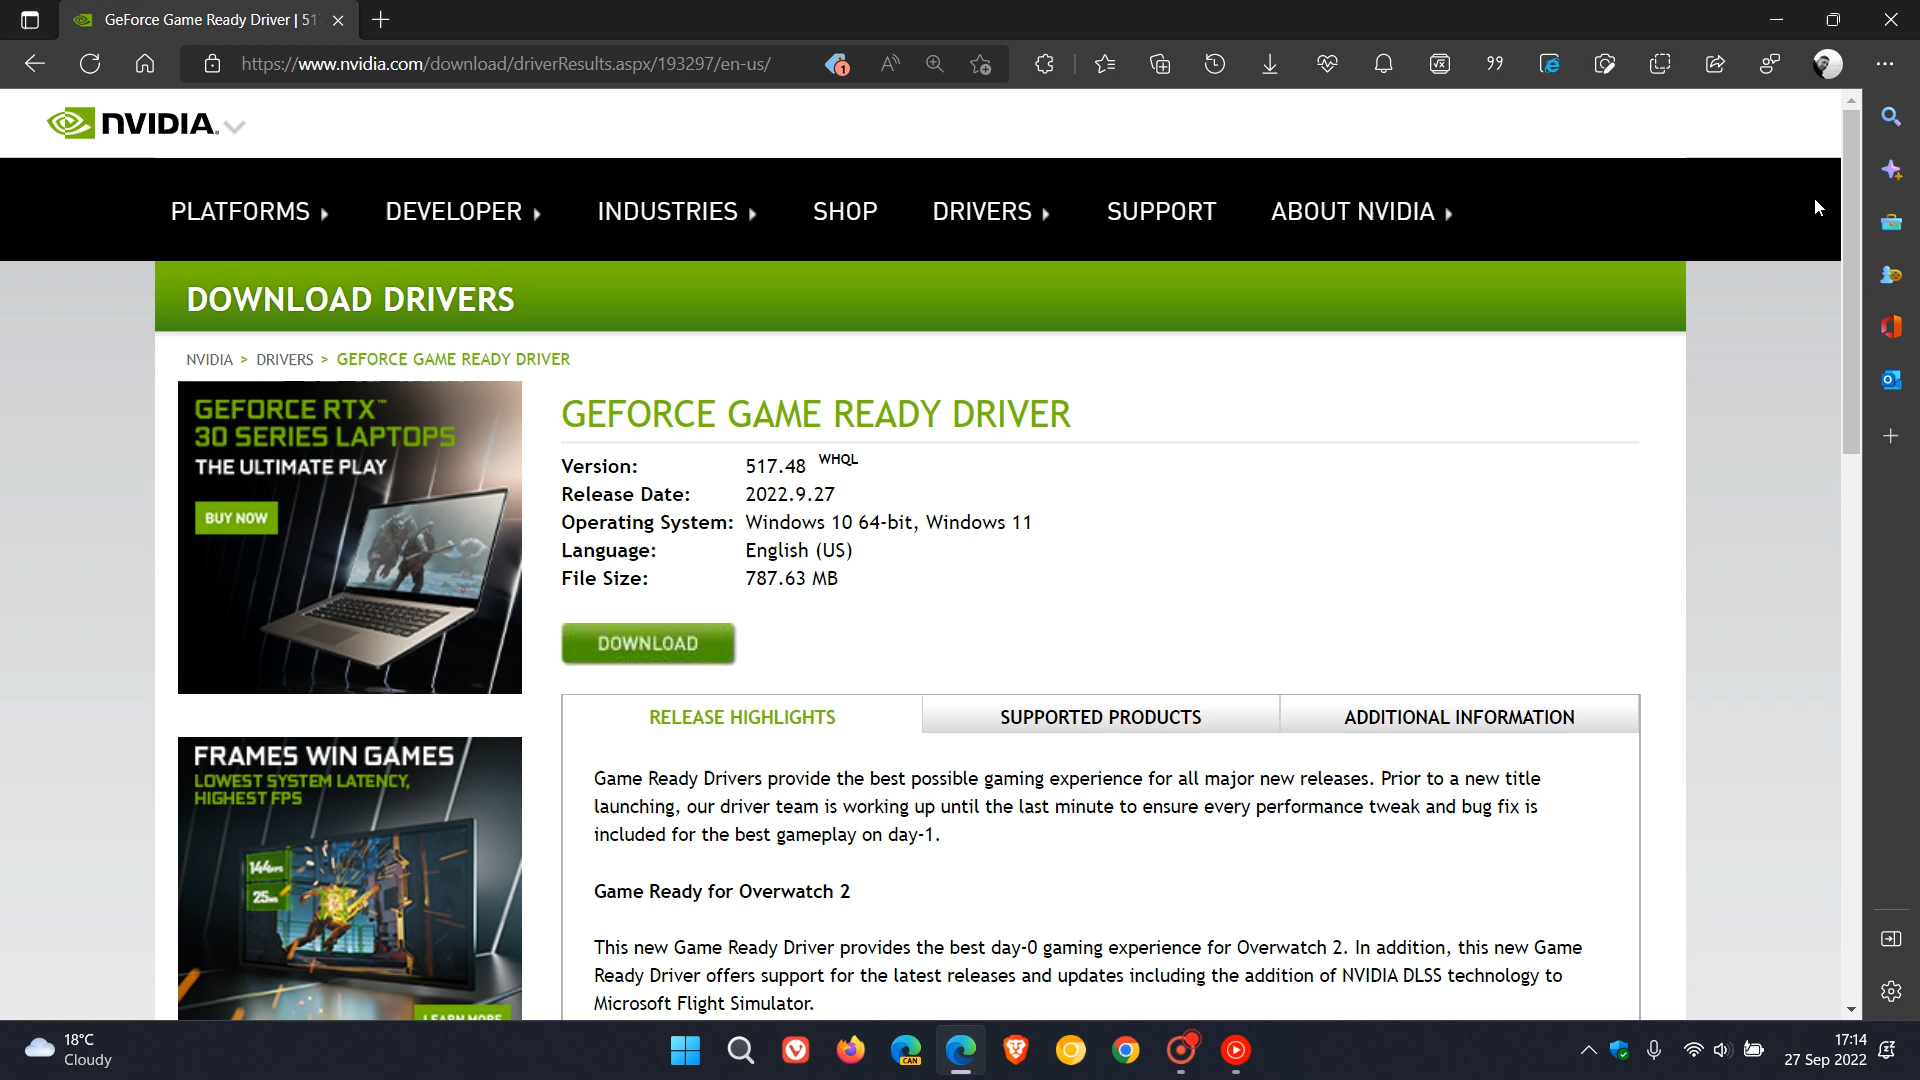 GeForce Game Ready Driver | 51
https://www.nvidia.com/download/driverResults.aspx/193297/en-us/
1
NVIDIA.
PLATFORMS
DEVELOPER
INDUSTRIES
SHOP
DRIVERS
SUPPORT
ABOUT NVIDIA
DOWNLOAD DRIVERS
NVIDIA > DRIVERS > GEFORCE GAME READY DRIVER
GEFORCE RTX™
30 SERIES LAPTOPS
THE ULTIMATE PLAY
BUY NOW
GEFORCE GAME READY DRIVER
Version: 517.48 WHQL
Release Date: 2022.9.27
Operating System: Windows 10 64-bit, Windows 11
Language: English (US)
File Size: 787.63 MB
DOWNLOAD
RELEASE HIGHLIGHTS
SUPPORTED PRODUCTS
ADDITIONAL INFORMATION
Game Ready Drivers provide the best possible gaming experience for all major new releases. Prior to a new title
launching, our driver team is working up until the last minute to ensure every performance tweak and bug fix is
included for the best gameplay on day-1.
Game Ready for Overwatch 2
This new Game Ready Driver provides the best day-0 gaming experience for Overwatch 2. In addition, this new Game
Ready Driver offers support for the latest releases and updates including the addition of NVIDIA DLSS technology to
Microsoft Flight Simulator.
FRAMES WIN GAMES
LOWEST SYSTEM LATENCY,
HIGHEST FPS
144FPS
25MS
LEARN MORE
18°C
Cloudy
CAN
17:14
27 Sep 2022